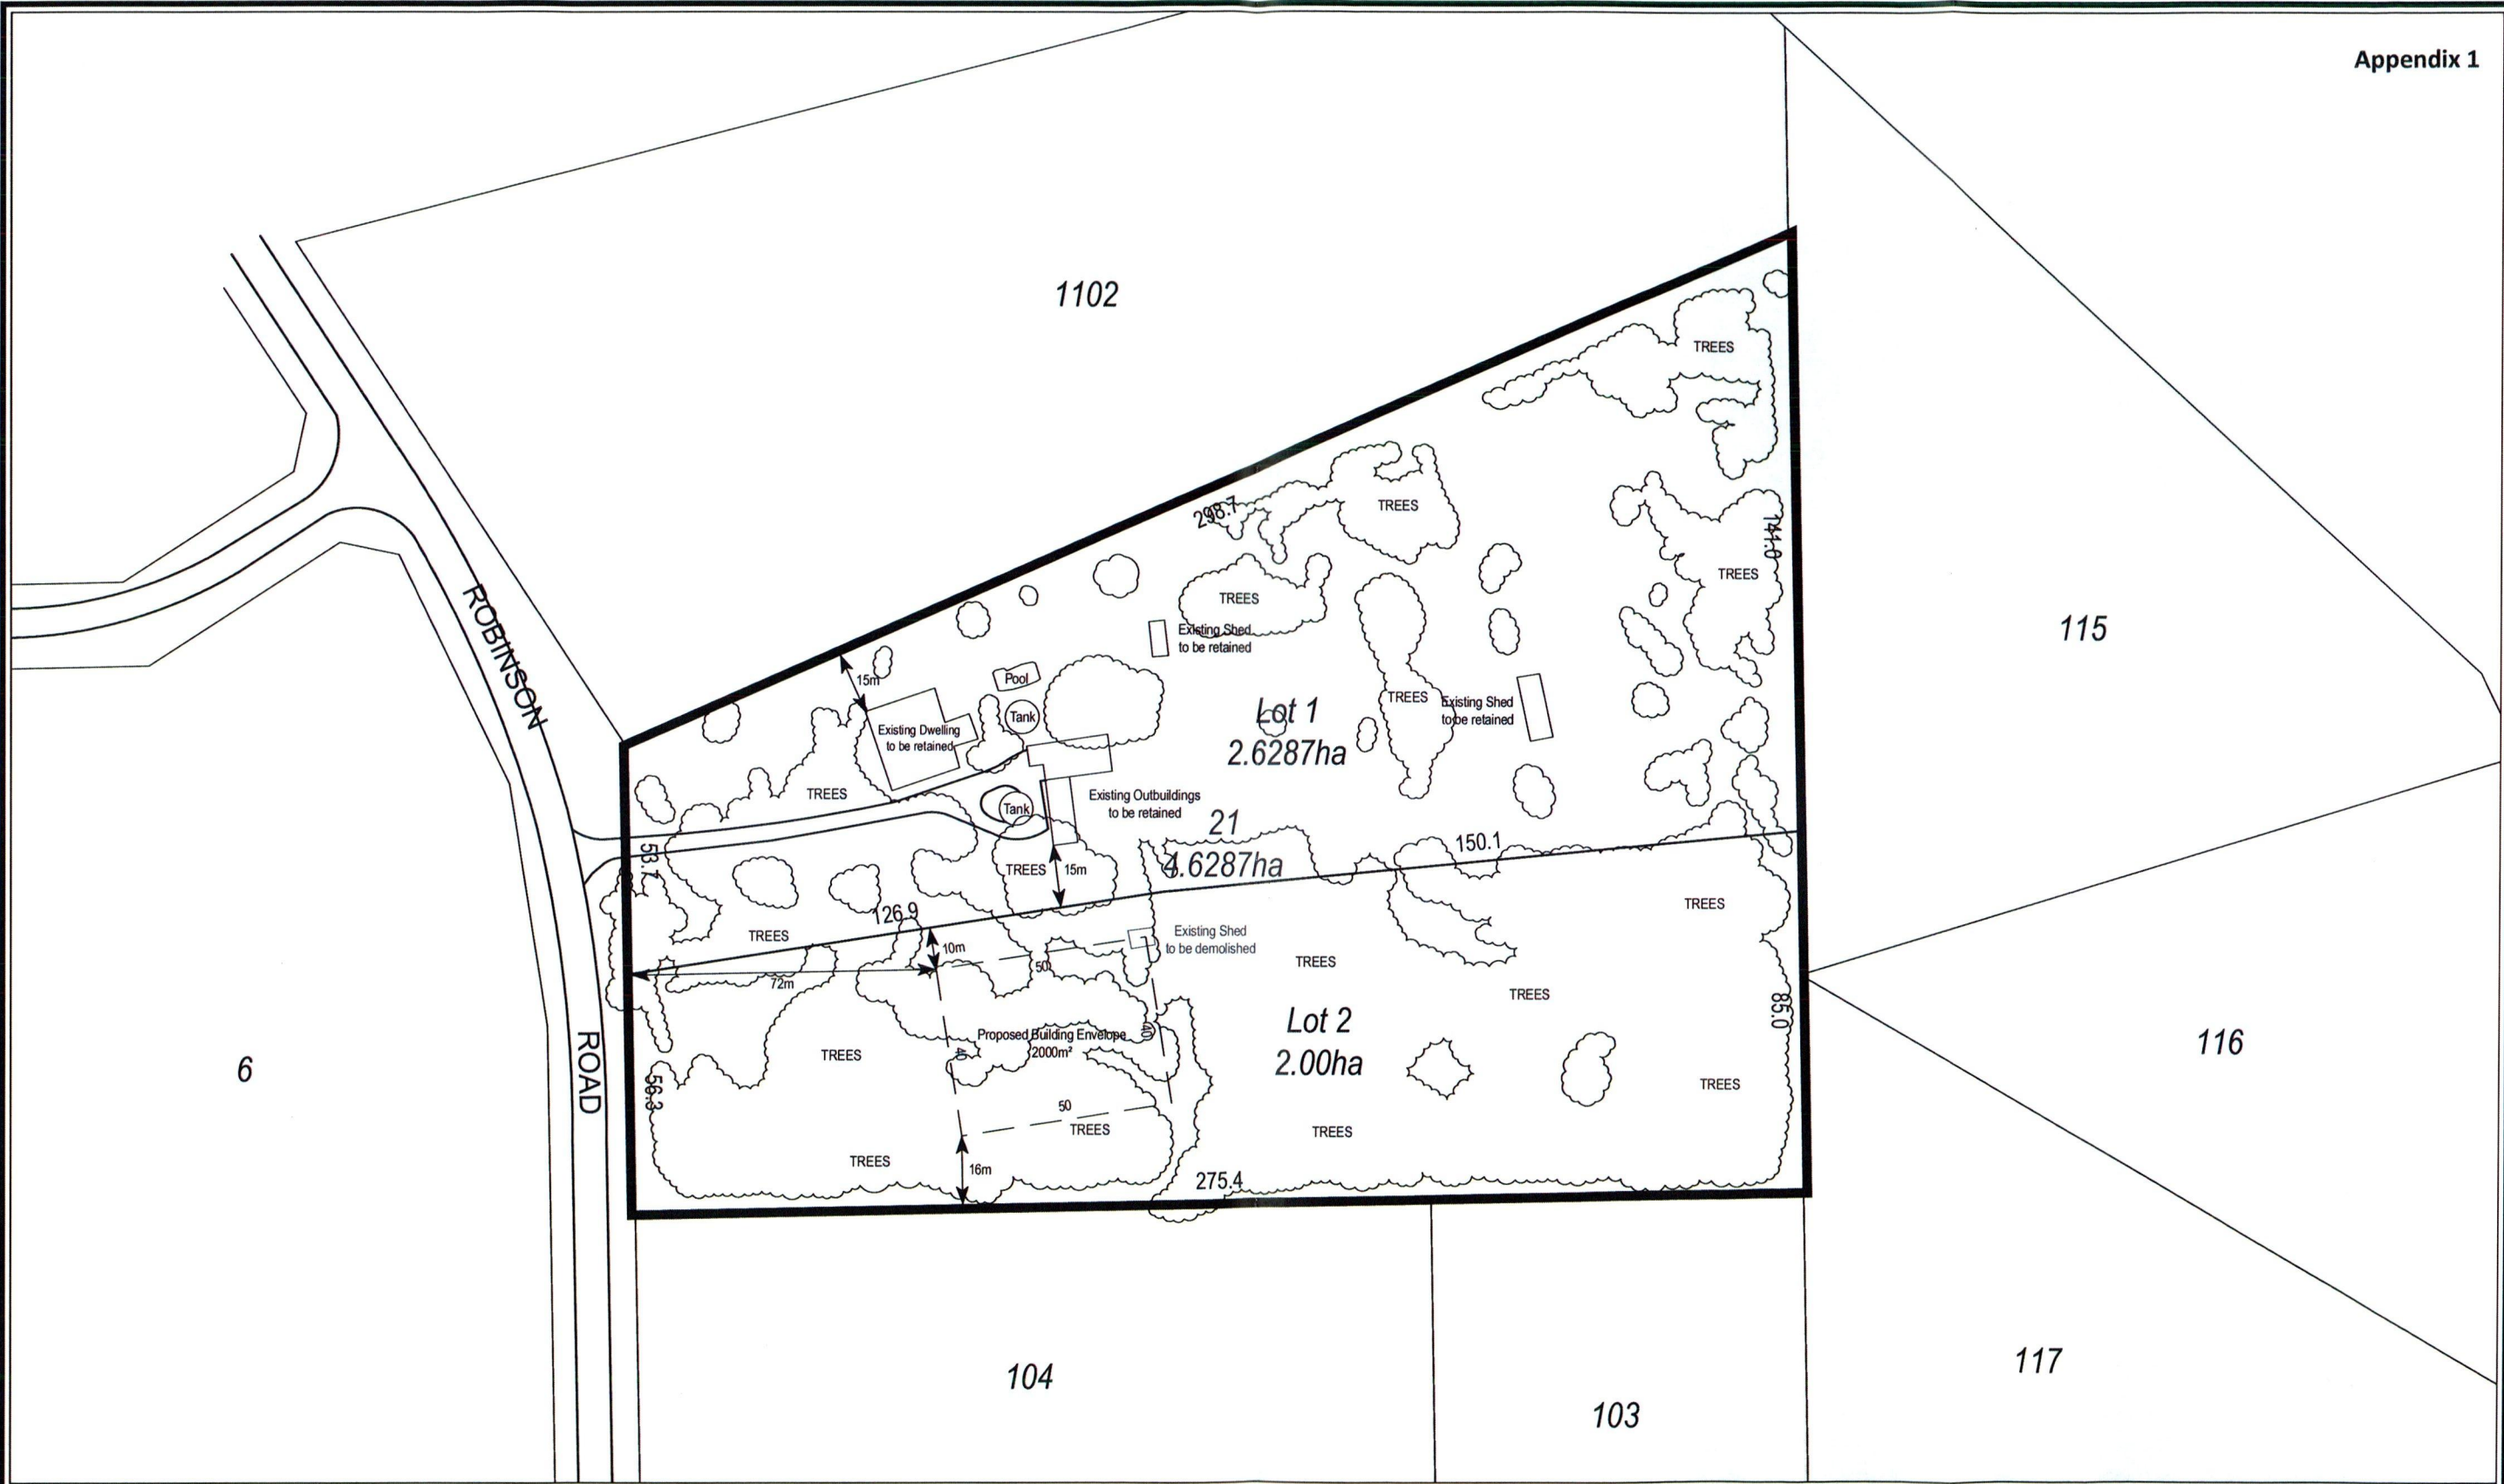 Appendix 1
1102
TREES
298.7
TREES
141.0
TREES
TREES
ROBINSON
Existing Shed
to be retained
115
15m
Pool
Tank
Existing Dwelling
to be retained
TREES
Existing Shed
to be retained
Lot 1
2.6287ha
TREES
Tank
Existing Outbuildings
to be retained
21
4.6287ha
150.1
53.7
TREES
15m
126.9
TREES
TREES
10m
Existing Shed
to be demolished
50
TREES
72m
TREES
85.0
Proposed Building Envelope
2000m²
40
40
Lot 2
2.00ha
116
6
ROAD
TREES
56.3
TREES
50
TREES
TREES
TREES
16m
275.4
104
103
117